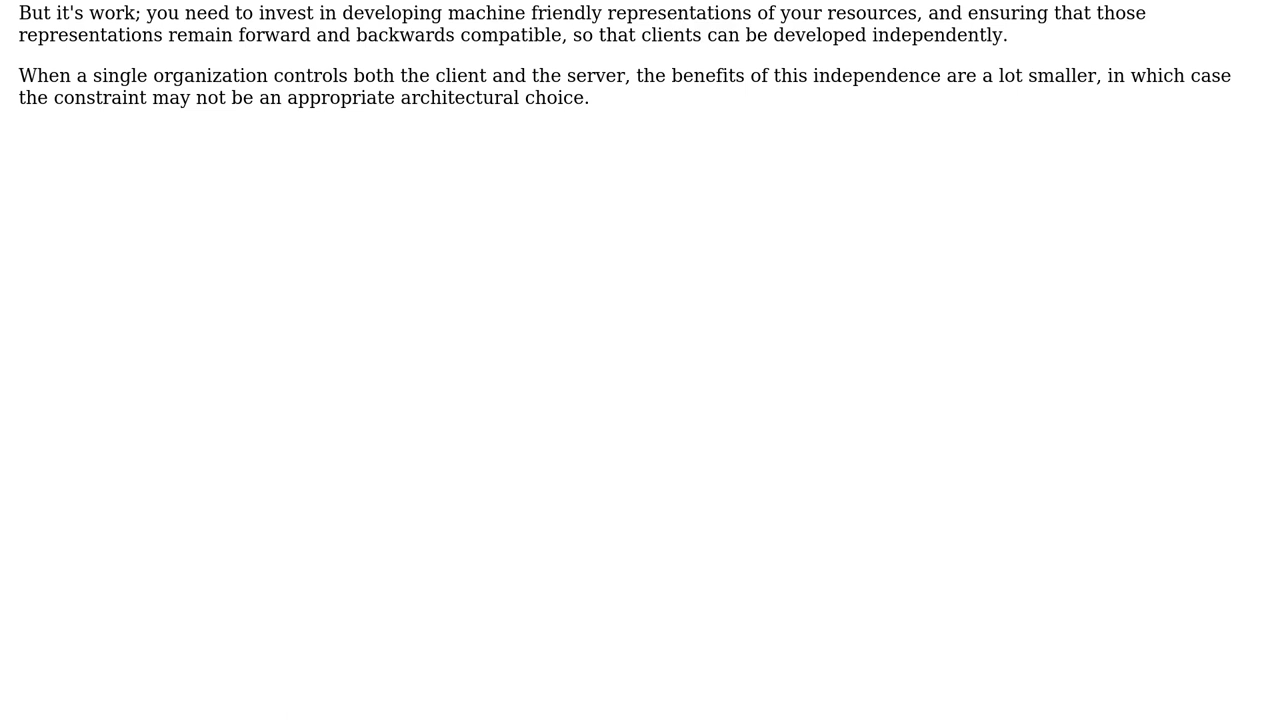 But it's work; you need to invest in developing machine friendly representations of your resources, and ensuring that those
representations remain forward and backwards compatible, so that clients can be developed independently.
When a single organization controls both the client and the server, the benefits of this independence are a lot smaller, in which case
the constraint may not be an appropriate architectural choice.